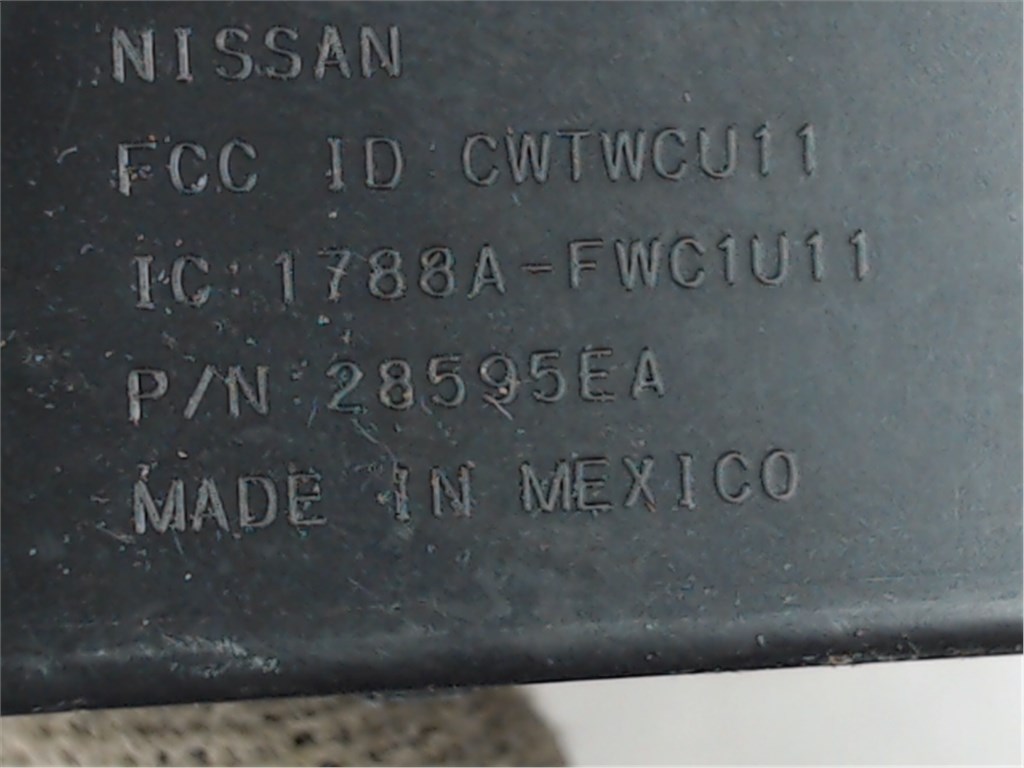 NISSAN
FCC ID:CWTWCU11
IC:1788A-FWC1U11
P/N:28595EA
MADE IN MEXICO